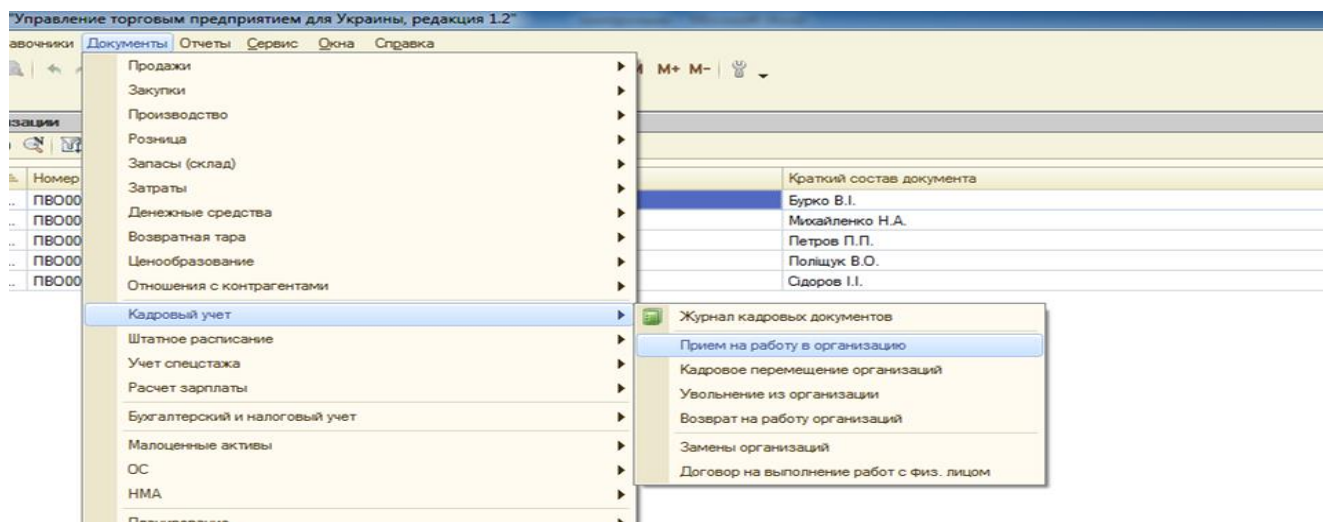 "Управление торговым предприятием для Украины, редакция 1.2"
авочники Документы Отчеты Сервис Окна Справка
M M+ M-
Продажи
Закупки
Производство
Розница
Запасы (склад)
Затраты
Денежные средства
Возвратная тара
Ценообразование
Отношения с контрагентами
Кадровый учет
Штатное расписание
Учет спецстажа
Расчет зарплаты
Бухгалтерский и налоговый учет
Малоценные активы
ОС
НМА
Планирование
изации
Номер Краткий состав документа
ПВО00 Бурко В.І.
ПВО00 Михайленко Н.А.
ПВО00 Петров П.П.
ПВО00 Поліщук В.О.
ПВО00 Сідоров І.І.
Журнал кадровых документов
Прием на работу в организацию
Кадровое перемещение организаций
Увольнение из организации
Возврат на работу организаций
Замены организаций
Договор на выполнение работ с физ. лицом